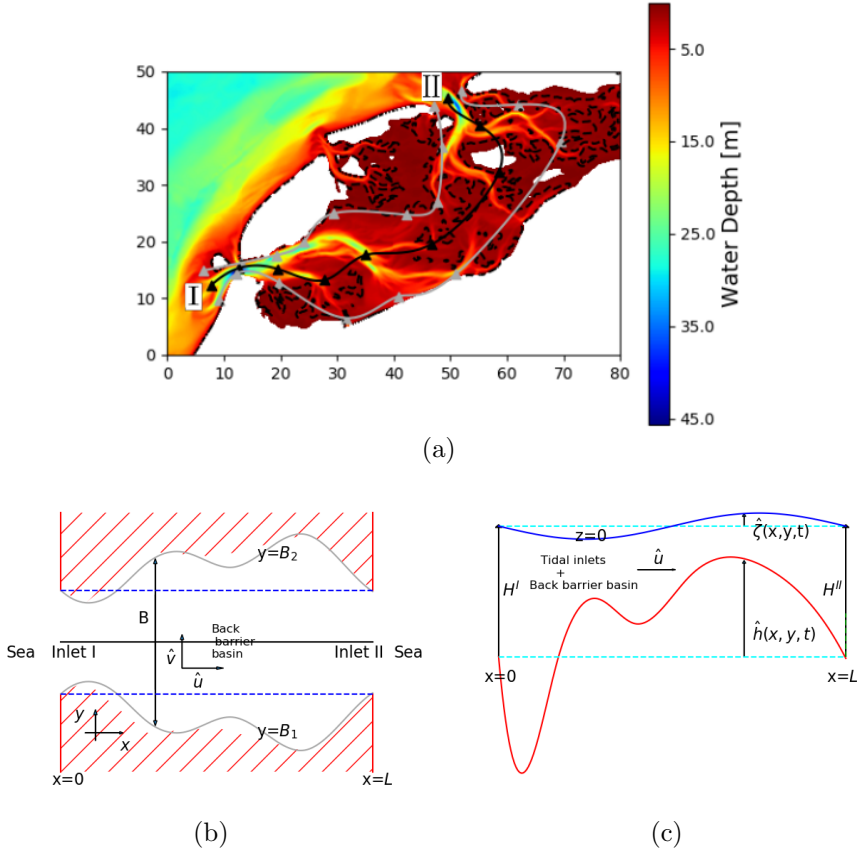 II
I
50
40
30
20
10
0
0 10 20 30 40 50 60 70 80
5.0
15.0
25.0
35.0
45.0
Water Depth [m]
(a)
y=B₂
B
Back
barrier
basin
v̂
û
Sea Inlet I Inlet II Sea
y
x
y=B₁
x=0 x=L
(b)
z=0
ζ̂(x,y,t)
Tidal inlets
+
Back barrier basin
û
Hᴵ
Hᴵᴵ
ĥ(x, y, t)
x=0 x=L
(c)